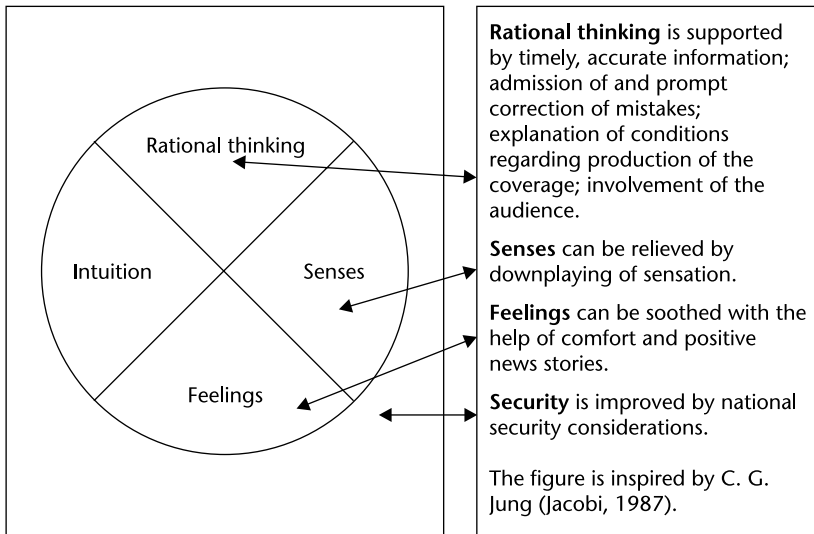 Rational thinking
Intuition
Senses
Feelings
Rational thinking is supported
by timely, accurate information;
admission of and prompt
correction of mistakes;
explanation of conditions
regarding production of the
coverage; involvement of the
audience.
Senses can be relieved by
downplaying of sensation.
Feelings can be soothed with the
help of comfort and positive
news stories.
Security is improved by national
security considerations.
The figure is inspired by C. G.
Jung (Jacobi, 1987).